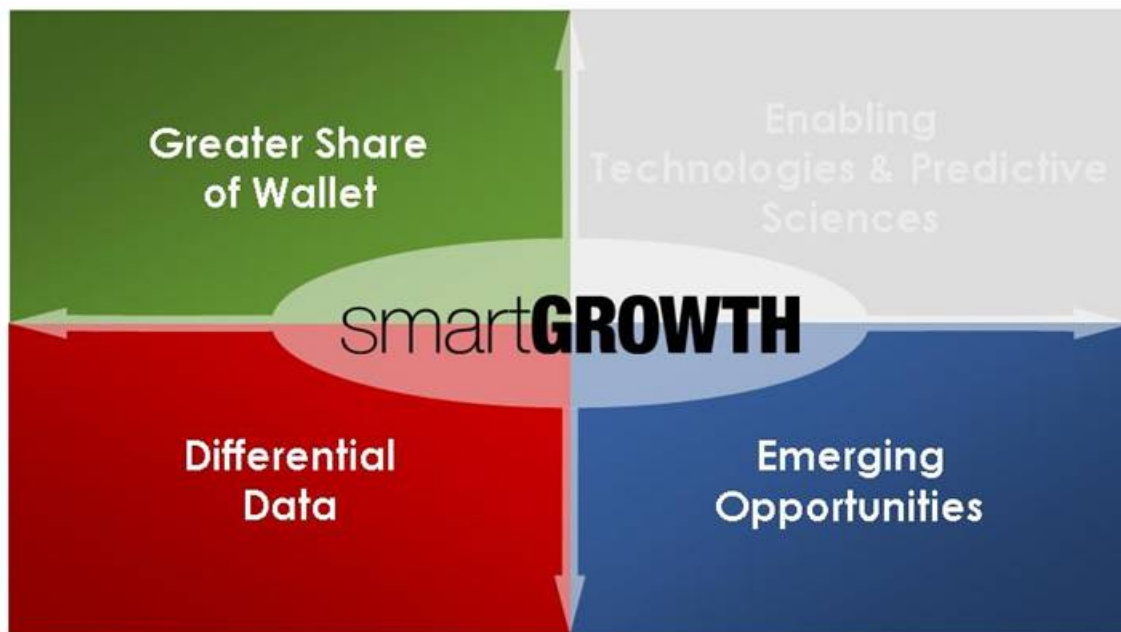 Greater Share
of Wallet
Enabling
Technologies & Predictive
Sciences
smartGROWTH
Differential
Data
Emerging
Opportunities